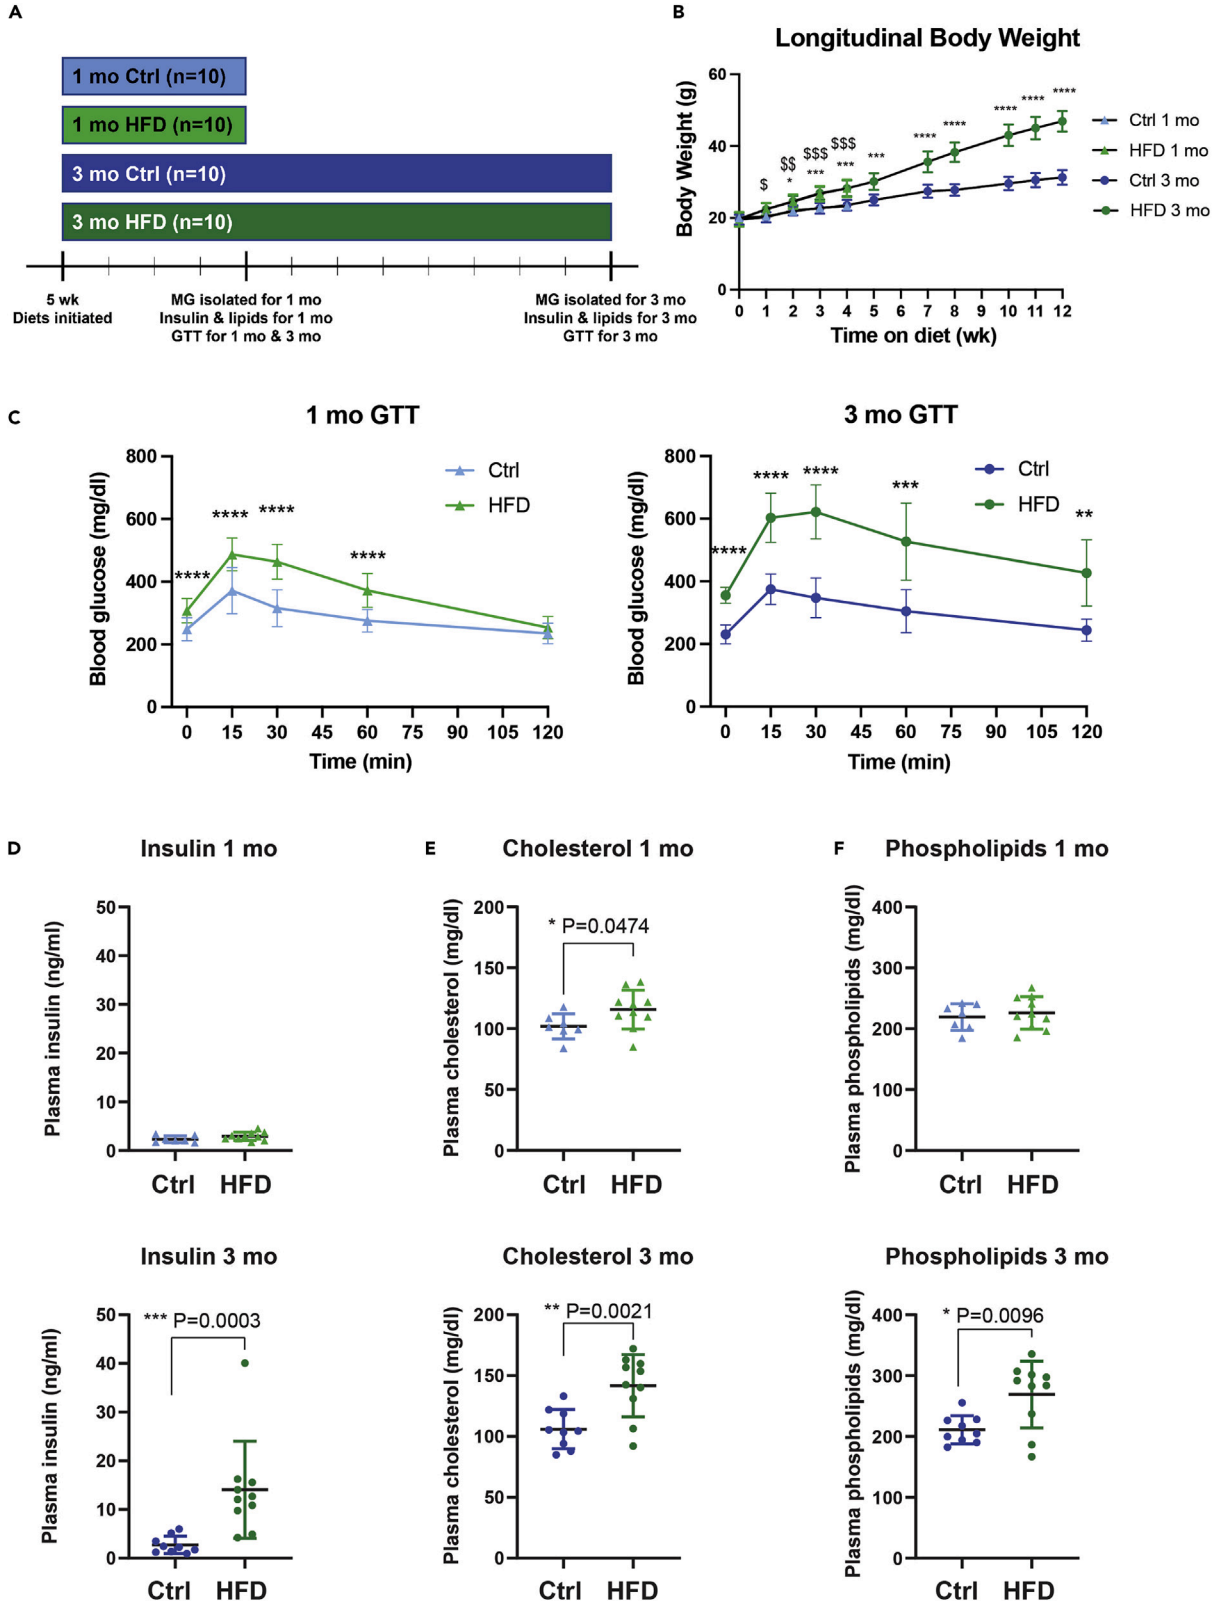 A
1 mo Ctrl (n=10)
1 mo HFD (n=10)
3 mo Ctrl (n=10)
3 mo HFD (n=10)
5 wk
Diets initiated
MG isolated for 1 mo
Insulin & lipids for 1 mo
GTT for 1 mo & 3 mo
MG isolated for 3 mo
Insulin & lipids for 3 mo
GTT for 3 mo
B
Longitudinal Body Weight
Body Weight (g)
60
40
20
0
$
$$
*
$$$
***
$$$
***
***
****
****
****
****
****
0 1 2 3 4 5 6 7 8 9 10 11 12
Time on diet (wk)
Ctrl 1 mo
HFD 1 mo
Ctrl 3 mo
HFD 3 mo
C
1 mo GTT
Blood glucose (mg/dl)
800
600
400
200
0
****
****
****
****
Ctrl
HFD
0 15 30 45 60 75 90 105 120
Time (min)
3 mo GTT
Blood glucose (mg/dl)
800
600
400
200
0
****
****
****
***
**
Ctrl
HFD
0 15 30 45 60 75 90 105 120
Time (min)
D
Insulin 1 mo
Plasma insulin (ng/ml)
50
40
30
20
10
0
Ctrl HFD
E
Cholesterol 1 mo
Plasma cholesterol (mg/dl)
200
150
100
50
0
* P=0.0474
Ctrl HFD
F
Phospholipids 1 mo
Plasma phospholipids (mg/dl)
400
300
200
100
0
Ctrl HFD
Insulin 3 mo
Plasma insulin (ng/ml)
50
40
30
20
10
0
*** P=0.0003
Ctrl HFD
Cholesterol 3 mo
Plasma cholesterol (mg/dl)
200
150
100
50
0
** P=0.0021
Ctrl HFD
Phospholipids 3 mo
Plasma phospholipids (mg/dl)
400
300
200
100
0
* P=0.0096
Ctrl HFD